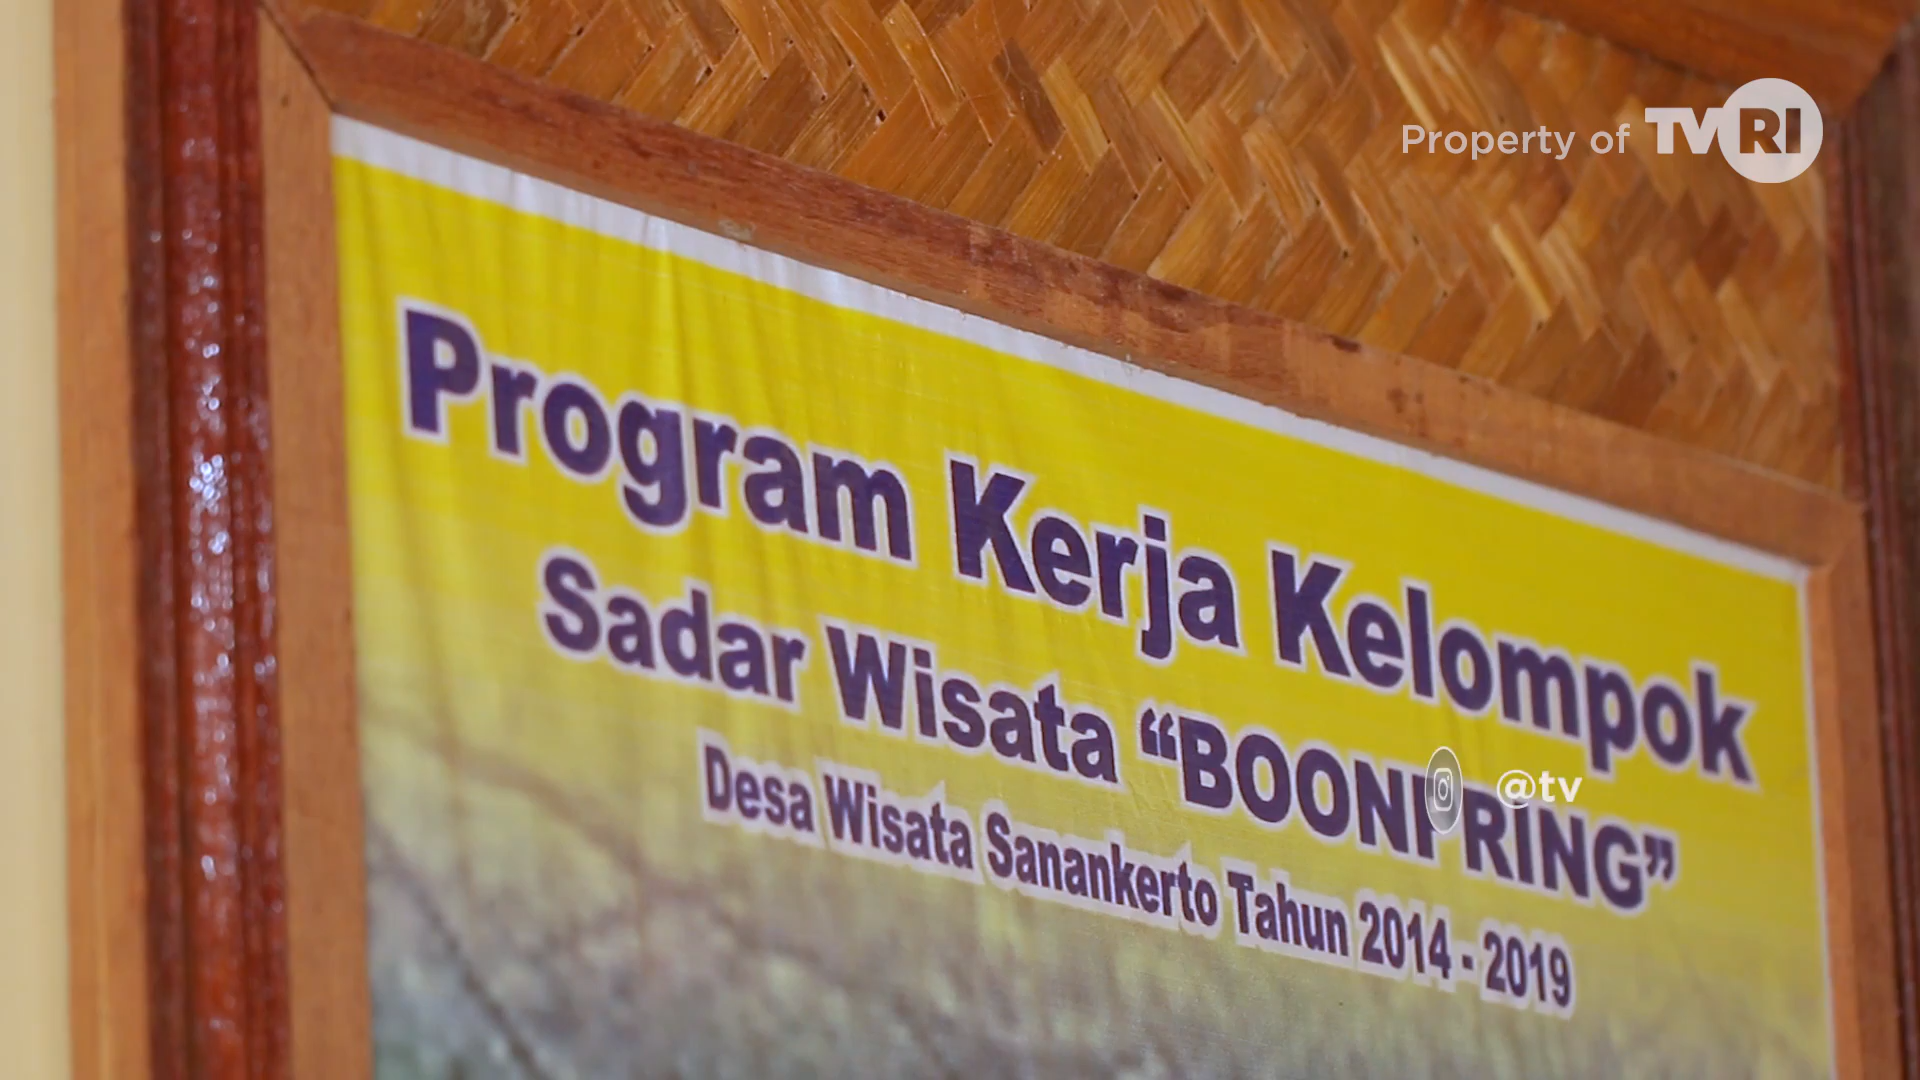 Property of TVRI
Program Kerja Kelompok
Sadar Wisata “BOONPRING”
@tv
Desa Wisata Sanankerto Tahun 2014 - 2019